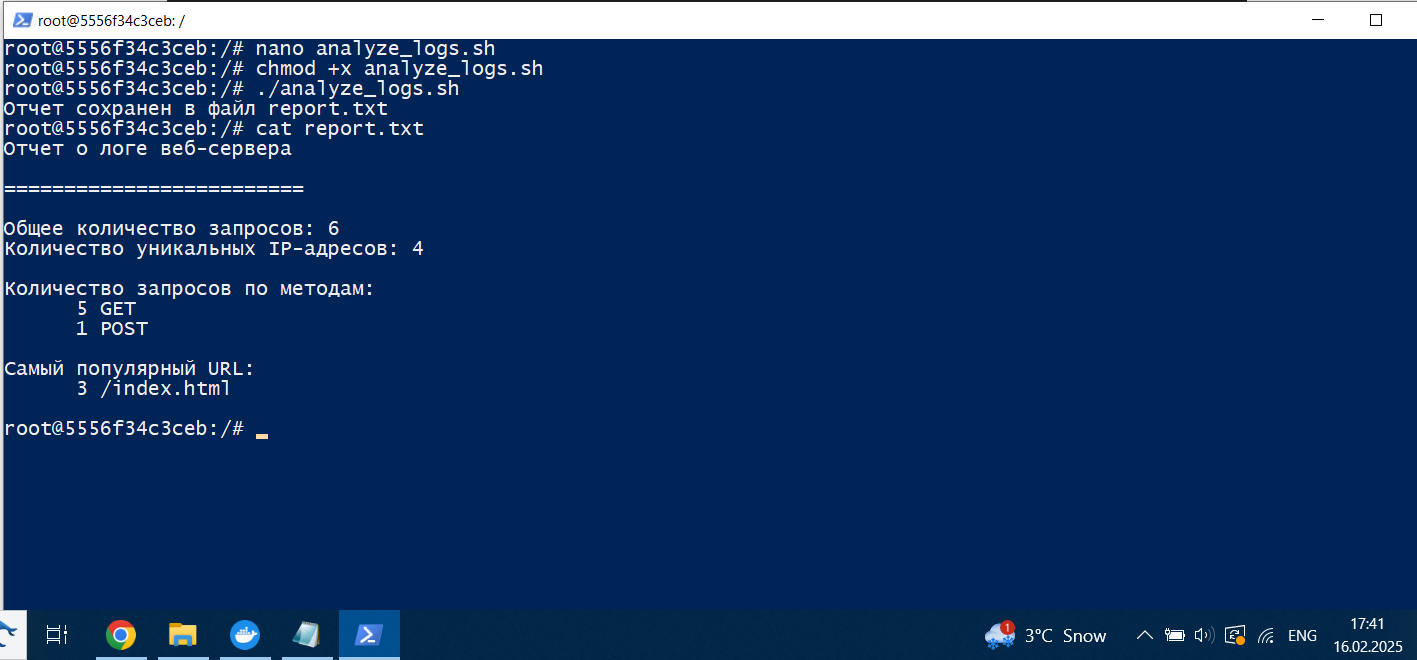 root@5556f34c3ceb: /
root@5556f34c3ceb:/# nano analyze_logs.sh
root@5556f34c3ceb:/# chmod +x analyze_logs.sh
root@5556f34c3ceb:/# ./analyze_logs.sh
Отчет сохранен в файл report.txt
root@5556f34c3ceb:/# cat report.txt
Отчет о логе веб-сервера
=========================
Общее количество запросов: 6
Количество уникальных IP-адресов: 4
Количество запросов по методам:
5 GET
1 POST
Самый популярный URL:
3 /index.html
root@5556f34c3ceb:/#
1
3°C Snow
ENG
17:41
16.02.2025